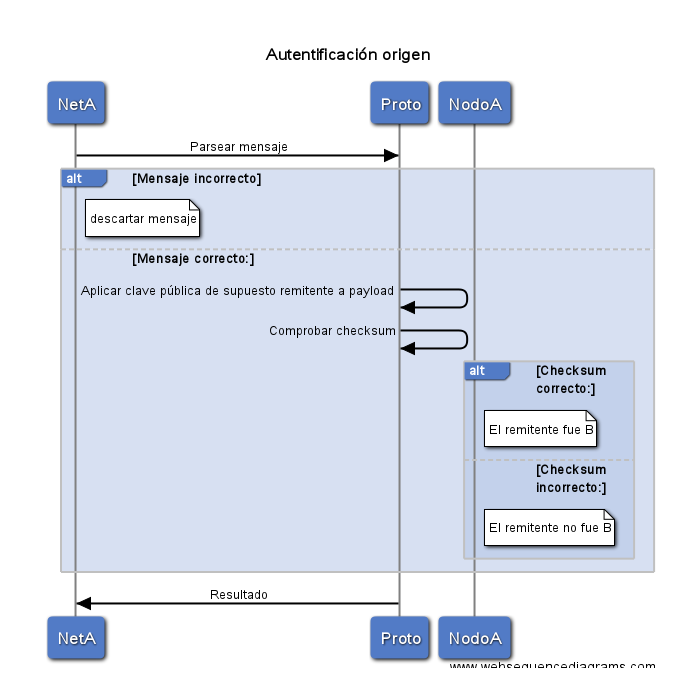 Autentificación origen
NetA
Proto
NodoA
Parsear mensaje
alt
[Mensaje incorrecto]
descartar mensaje
[Mensaje correcto:]
Aplicar clave pública de supuesto remitente a payload
Comprobar checksum
alt
[Checksum
correcto:]
El remitente fue B
[Checksum
incorrecto:]
El remitente no fue B
Resultado
NetA
Proto
NodoA
www.websequencediagrams.com